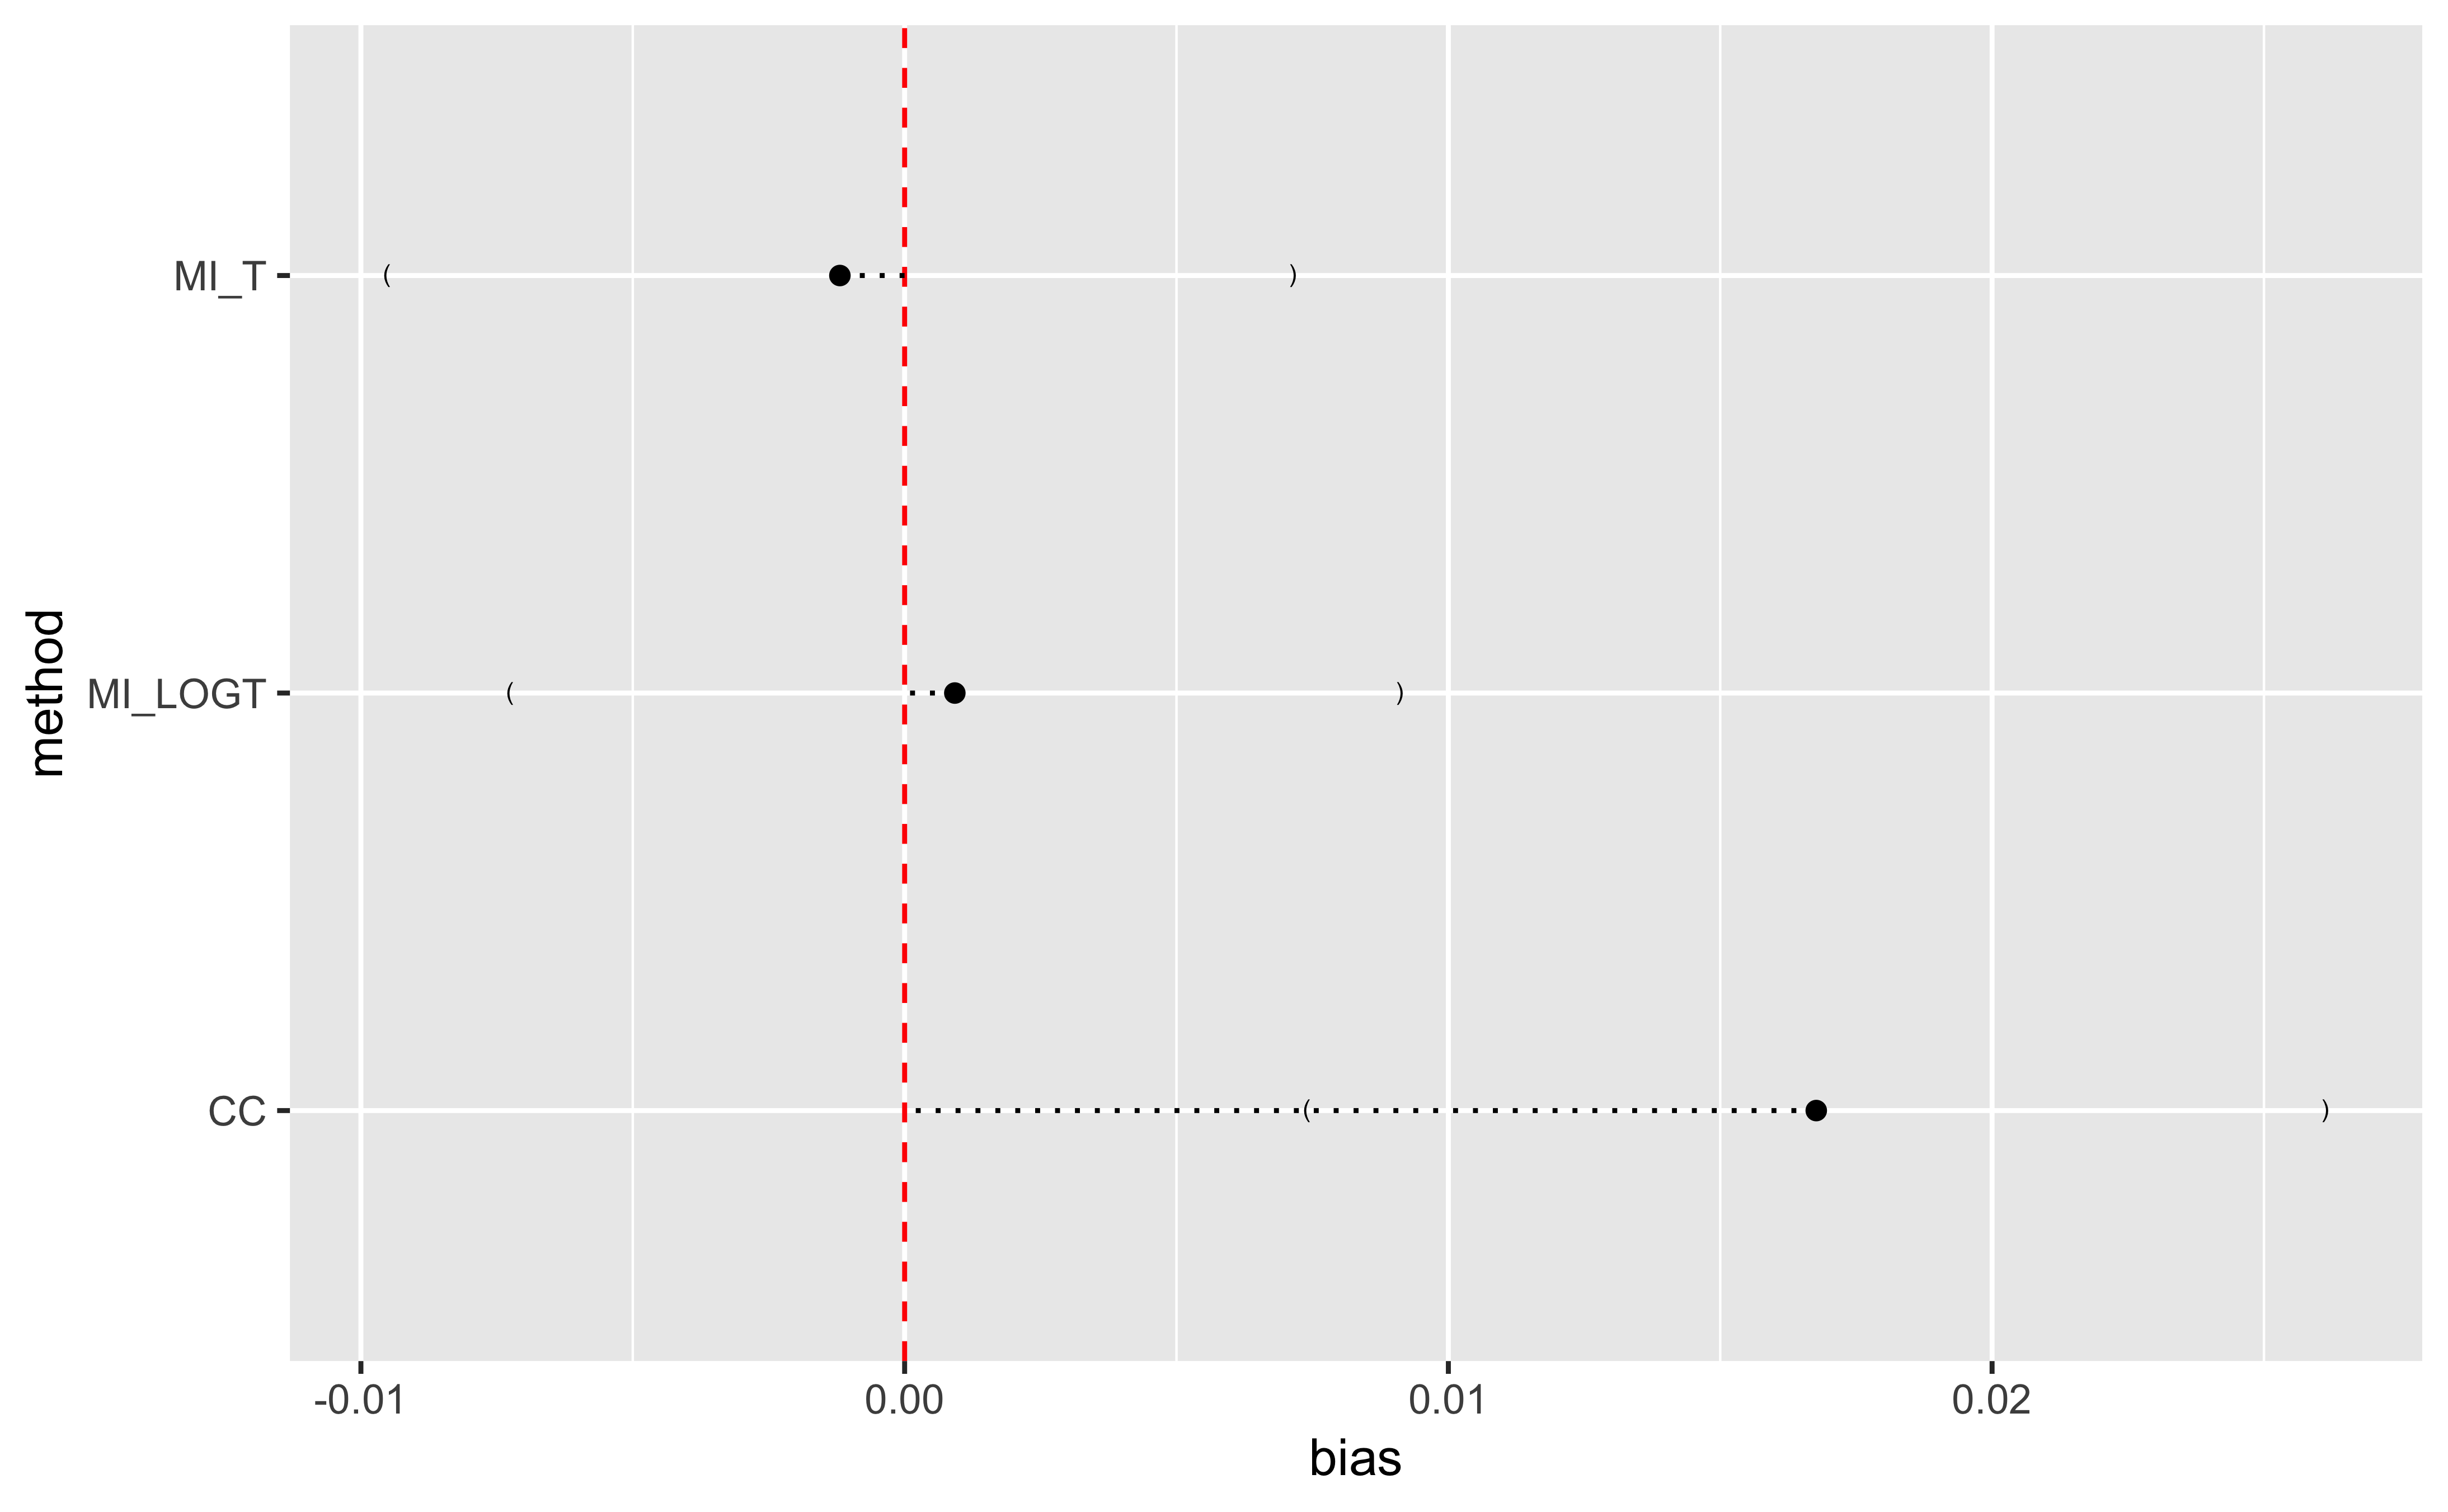 method
MI_T
( )
MI_LOGT
( )
CC
( )
-0.01 0.00 0.01 0.02
bias